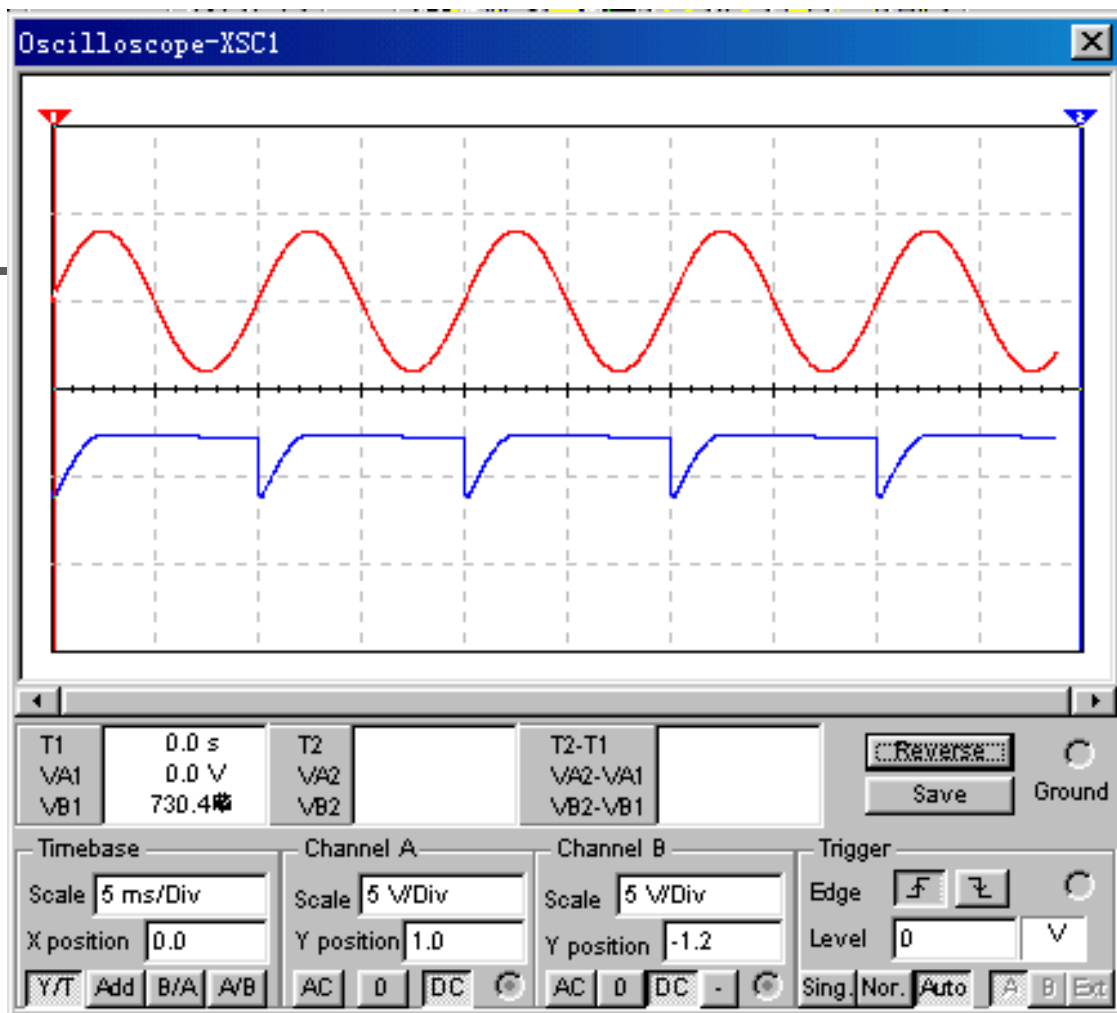 Oscilloscope-XSC1
1
2
T1 0.0 s T2 T2-T1 Reverse
VA1 0.0 V VA2 VA2-VA1 Save Ground
VB1 730.4 VB2 VB2-VB1
Timebase Channel A Channel B Trigger
Scale 5 ms/Div Scale 5 V/Div Scale 5 V/Div Edge
X position 0.0 Y position 1.0 Y position -1.2 Level 0 V
Y/T Add B/A A/B AC 0 DC AC 0 DC - Sing. Nor. Auto A B Ext